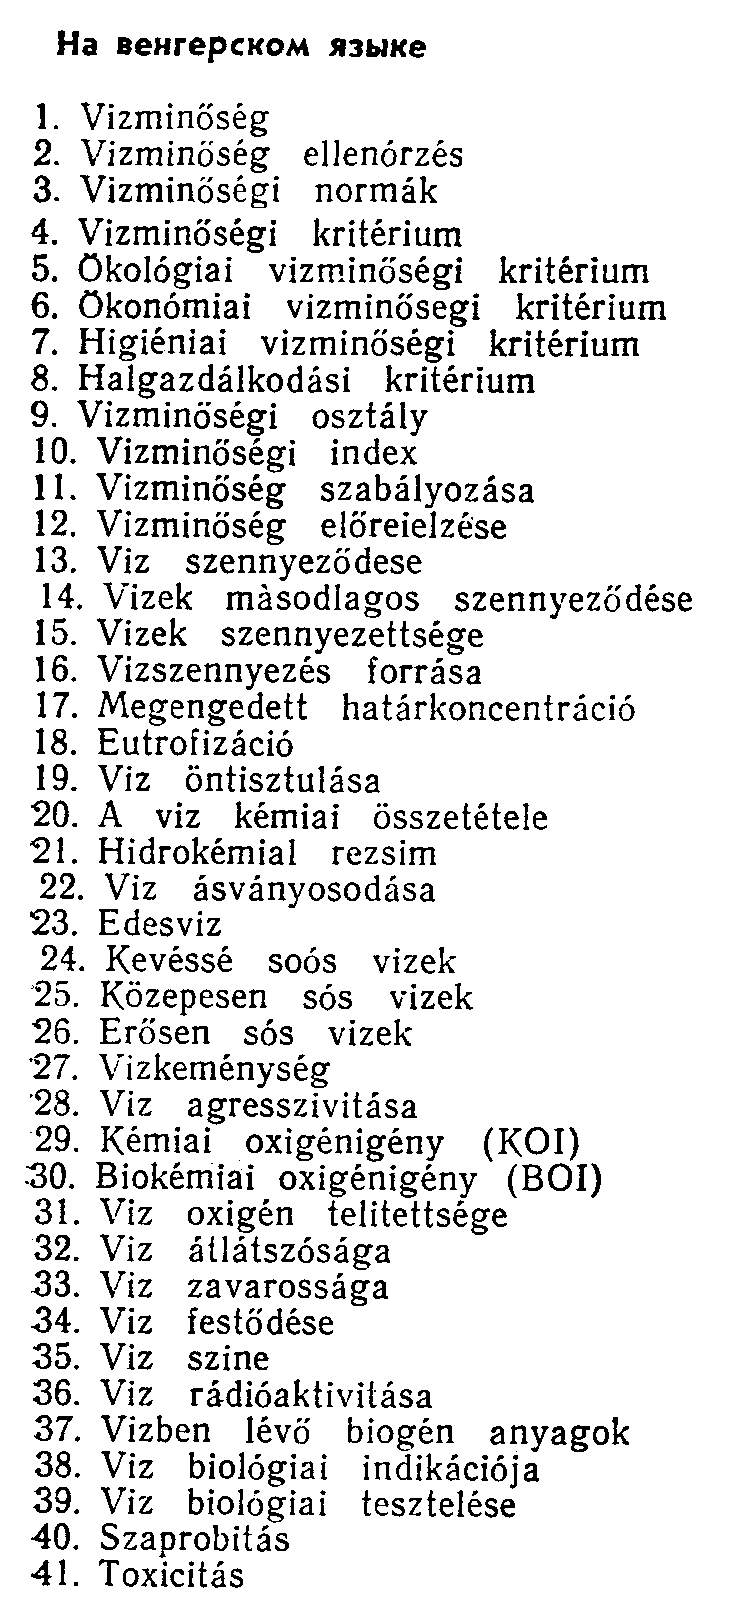 На венгерском языке
1. Vizminőség
2. Vizminőség ellenórzés
3. Vizminőségi normák
4. Vizminőségi kritérium
5. Ökológiai vizminőségi kritérium
6. Ökonómiai vizminősegi kritérium
7. Higiéniai vizminőségi kritérium
8. Halgazdálkodási kritérium
9. Vizminőségi osztály
10. Vizminőségi index
11. Vizminőség szabályozása
12. Vizminőség előreielzése
13. Viz szennyeződese
14. Vizek màsodlagos szennyeződése
15. Vizek szennyezettsége
16. Vizszennyezés forrása
17. Megengedett határkoncentráció
18. Eutrofizáció
19. Viz öntisztulása
20. A viz kémiai összetétele
21. Hidrokémial rezsim
22. Viz ásványosodása
23. Edesviz
24. Kevéssé soós vizek
25. Közepesen sós vizek
26. Erősen sós vizek
27. Vizkeménység
28. Viz agresszivitása
29. Kémiai oxigénigény (KOI)
30. Biokémiai oxigénigény (BOI)
31. Viz oxigén telitettsége
32. Viz átlátszósága
33. Viz zavarossága
34. Viz festődése
35. Viz szine
36. Viz rádióaktivitása
37. Vizben lévő biogén anyagok
38. Viz biológiai indikációja
39. Viz biológiai tesztelése
40. Szaprobitás
41. Toxicitás